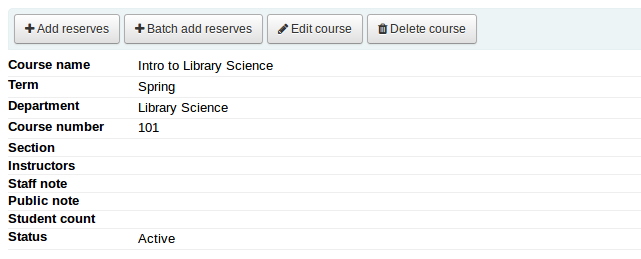 Add reserves Batch add reserves Edit course Delete course
Course name Intro to Library Science
Term Spring
Department Library Science
Course number 101
Section
Instructors
Staff note
Public note
Student count
Status Active